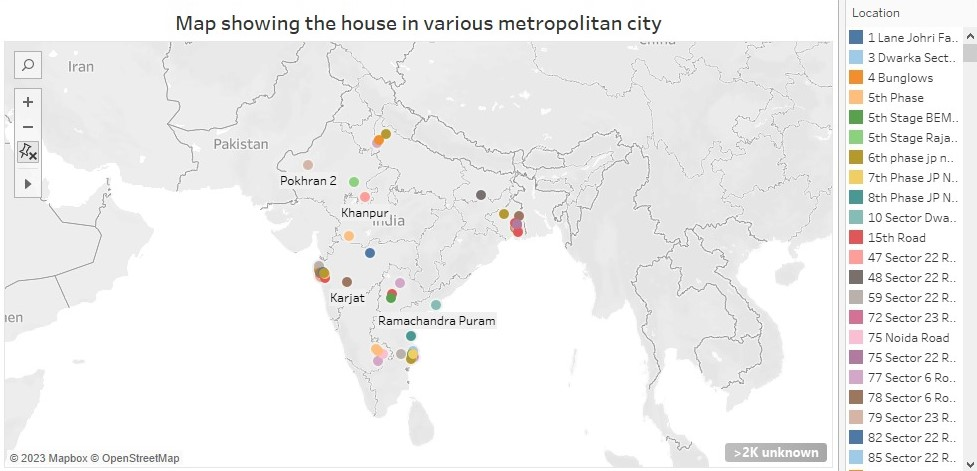 Map showing the house in various metropolitan city
Iran
China
Pakistan
Pokhran 2
Khanpur
India
Karjat
Ramachandra Puram
>2K unknown
© 2023 Mapbox © OpenStreetMap
Location
1 Lane Johri Fa..
3 Dwarka Sect..
4 Bunglows
5th Phase
5th Stage BEM..
5th Stage Raja..
6th phase jp n..
7th Phase JP N..
8th Phase JP N..
10 Sector Dwa..
15th Road
47 Sector 22 R..
48 Sector 22 R..
59 Sector 22 R..
72 Sector 23 R..
75 Noida Road
75 Sector 22 R..
77 Sector 6 Ro..
78 Sector 6 Ro..
79 Sector 23 R..
82 Sector 22 R..
85 Sector 22 R..